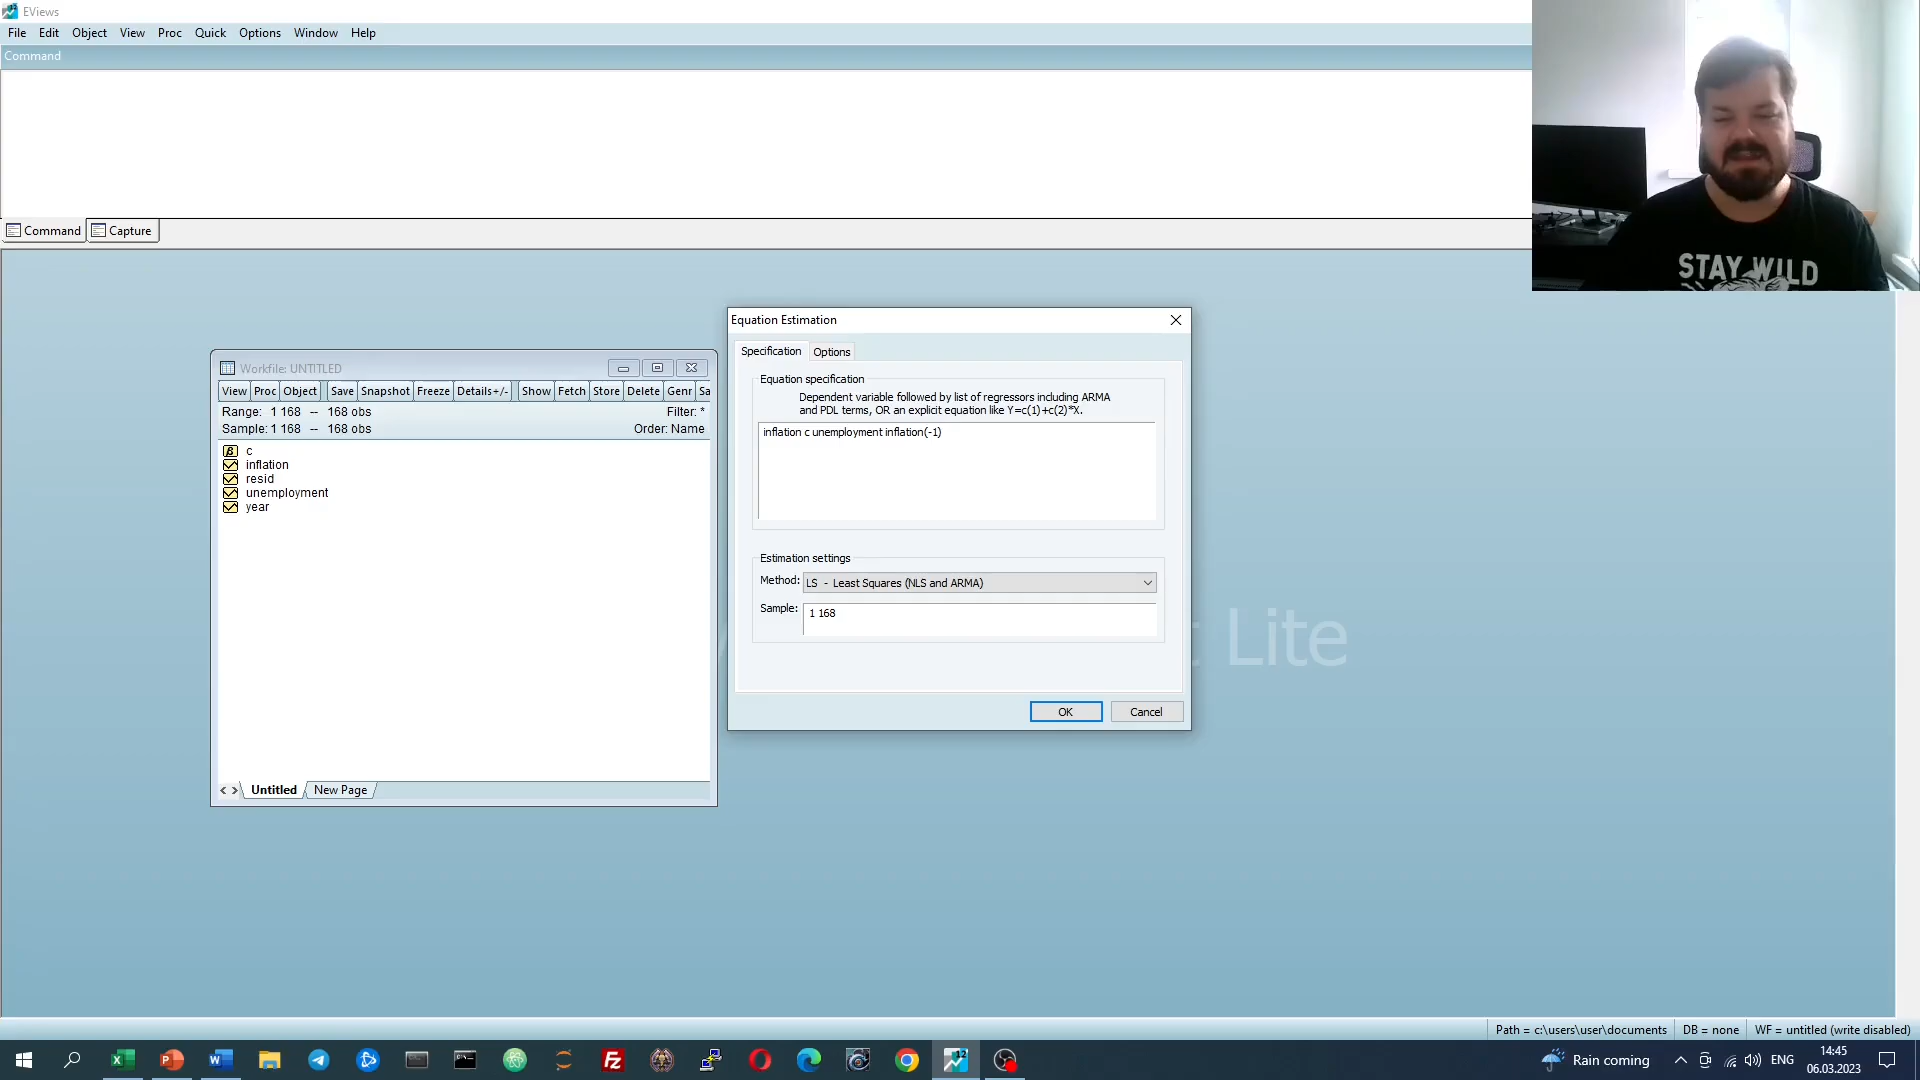 EViews
File Edit Object View Proc Quick Options Window Help
Command
Command Capture
STAY WILD
Equation Estimation
Specification Options
Equation specification
Dependent variable followed by list of regressors including ARMA
and PDL terms, OR an explicit equation like Y=c(1)+c(2)*X.
inflation c unemployment inflation(-1)
Estimation settings
Method: LS - Least Squares (NLS and ARMA)
Sample: 1 168
OK Cancel
Workfile: UNTITLED
View Proc Object Save Snapshot Freeze Details+/- Show Fetch Store Delete Genr Sa
Range: 1 168 -- 168 obs Filter: *
Sample: 1 168 -- 168 obs Order: Name
c
inflation
resid
unemployment
year
< > Untitled New Page
Lite
Path = c:\users\user\documents DB = none WF = untitled (write disabled)
Rain coming ENG 14:45
06.03.2023